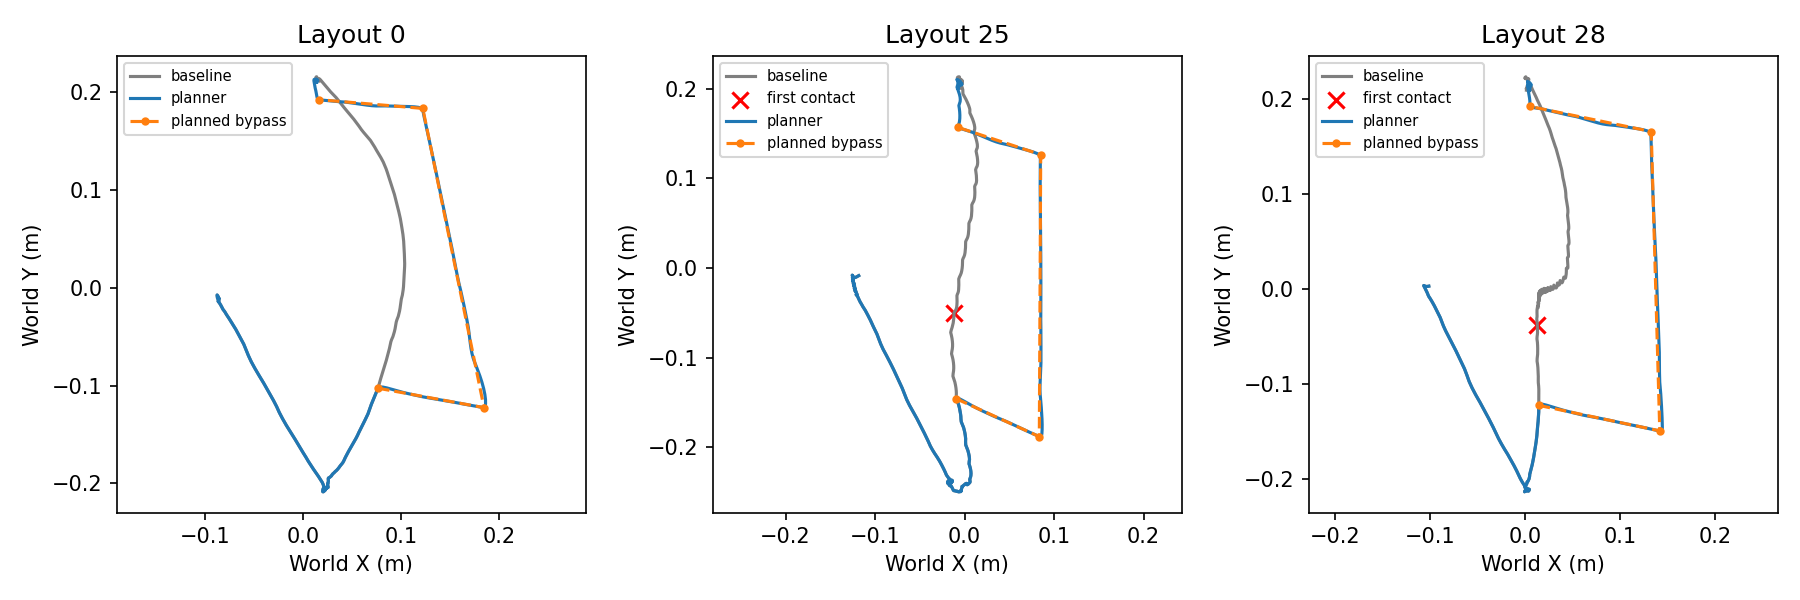 Layout 0
baseline
planner
planned bypass
World Y (m)
0.2
0.1
0.0
−0.1
−0.2
−0.1
0.0
0.1
0.2
World X (m)
Layout 25
baseline
first contact
planner
planned bypass
World Y (m)
0.2
0.1
0.0
−0.1
−0.2
−0.2
−0.1
0.0
0.1
0.2
World X (m)
Layout 28
baseline
first contact
planner
planned bypass
World Y (m)
0.2
0.1
0.0
−0.1
−0.2
−0.2
−0.1
0.0
0.1
0.2
World X (m)